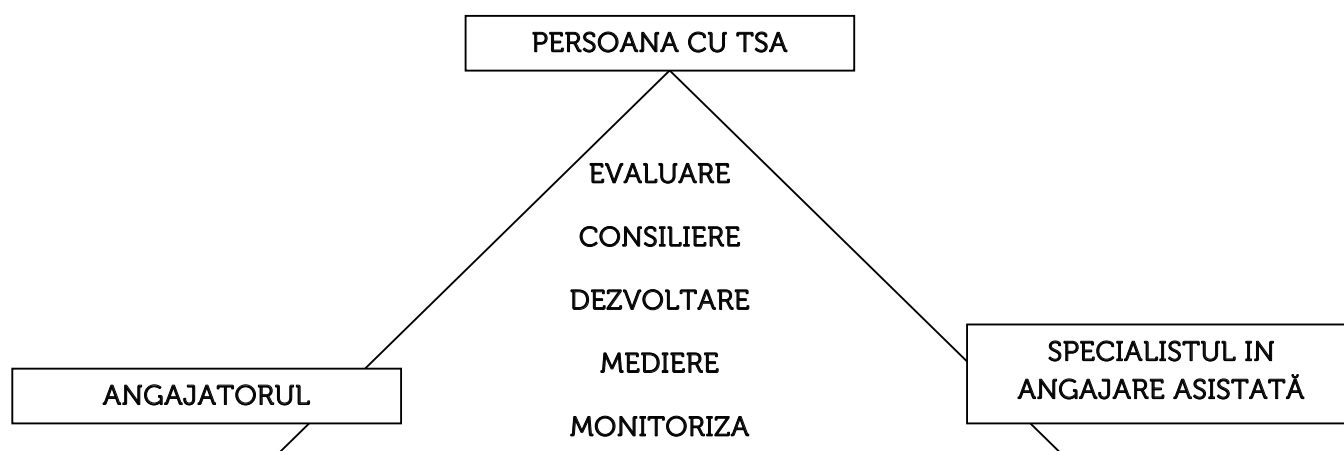 PERSOANA CU TSA
EVALUARE
CONSILIERE
DEZVOLTARE
MEDIERE
MONITORIZA
ANGAJATORUL
SPECIALISTUL IN
ANGAJARE ASISTATĂ